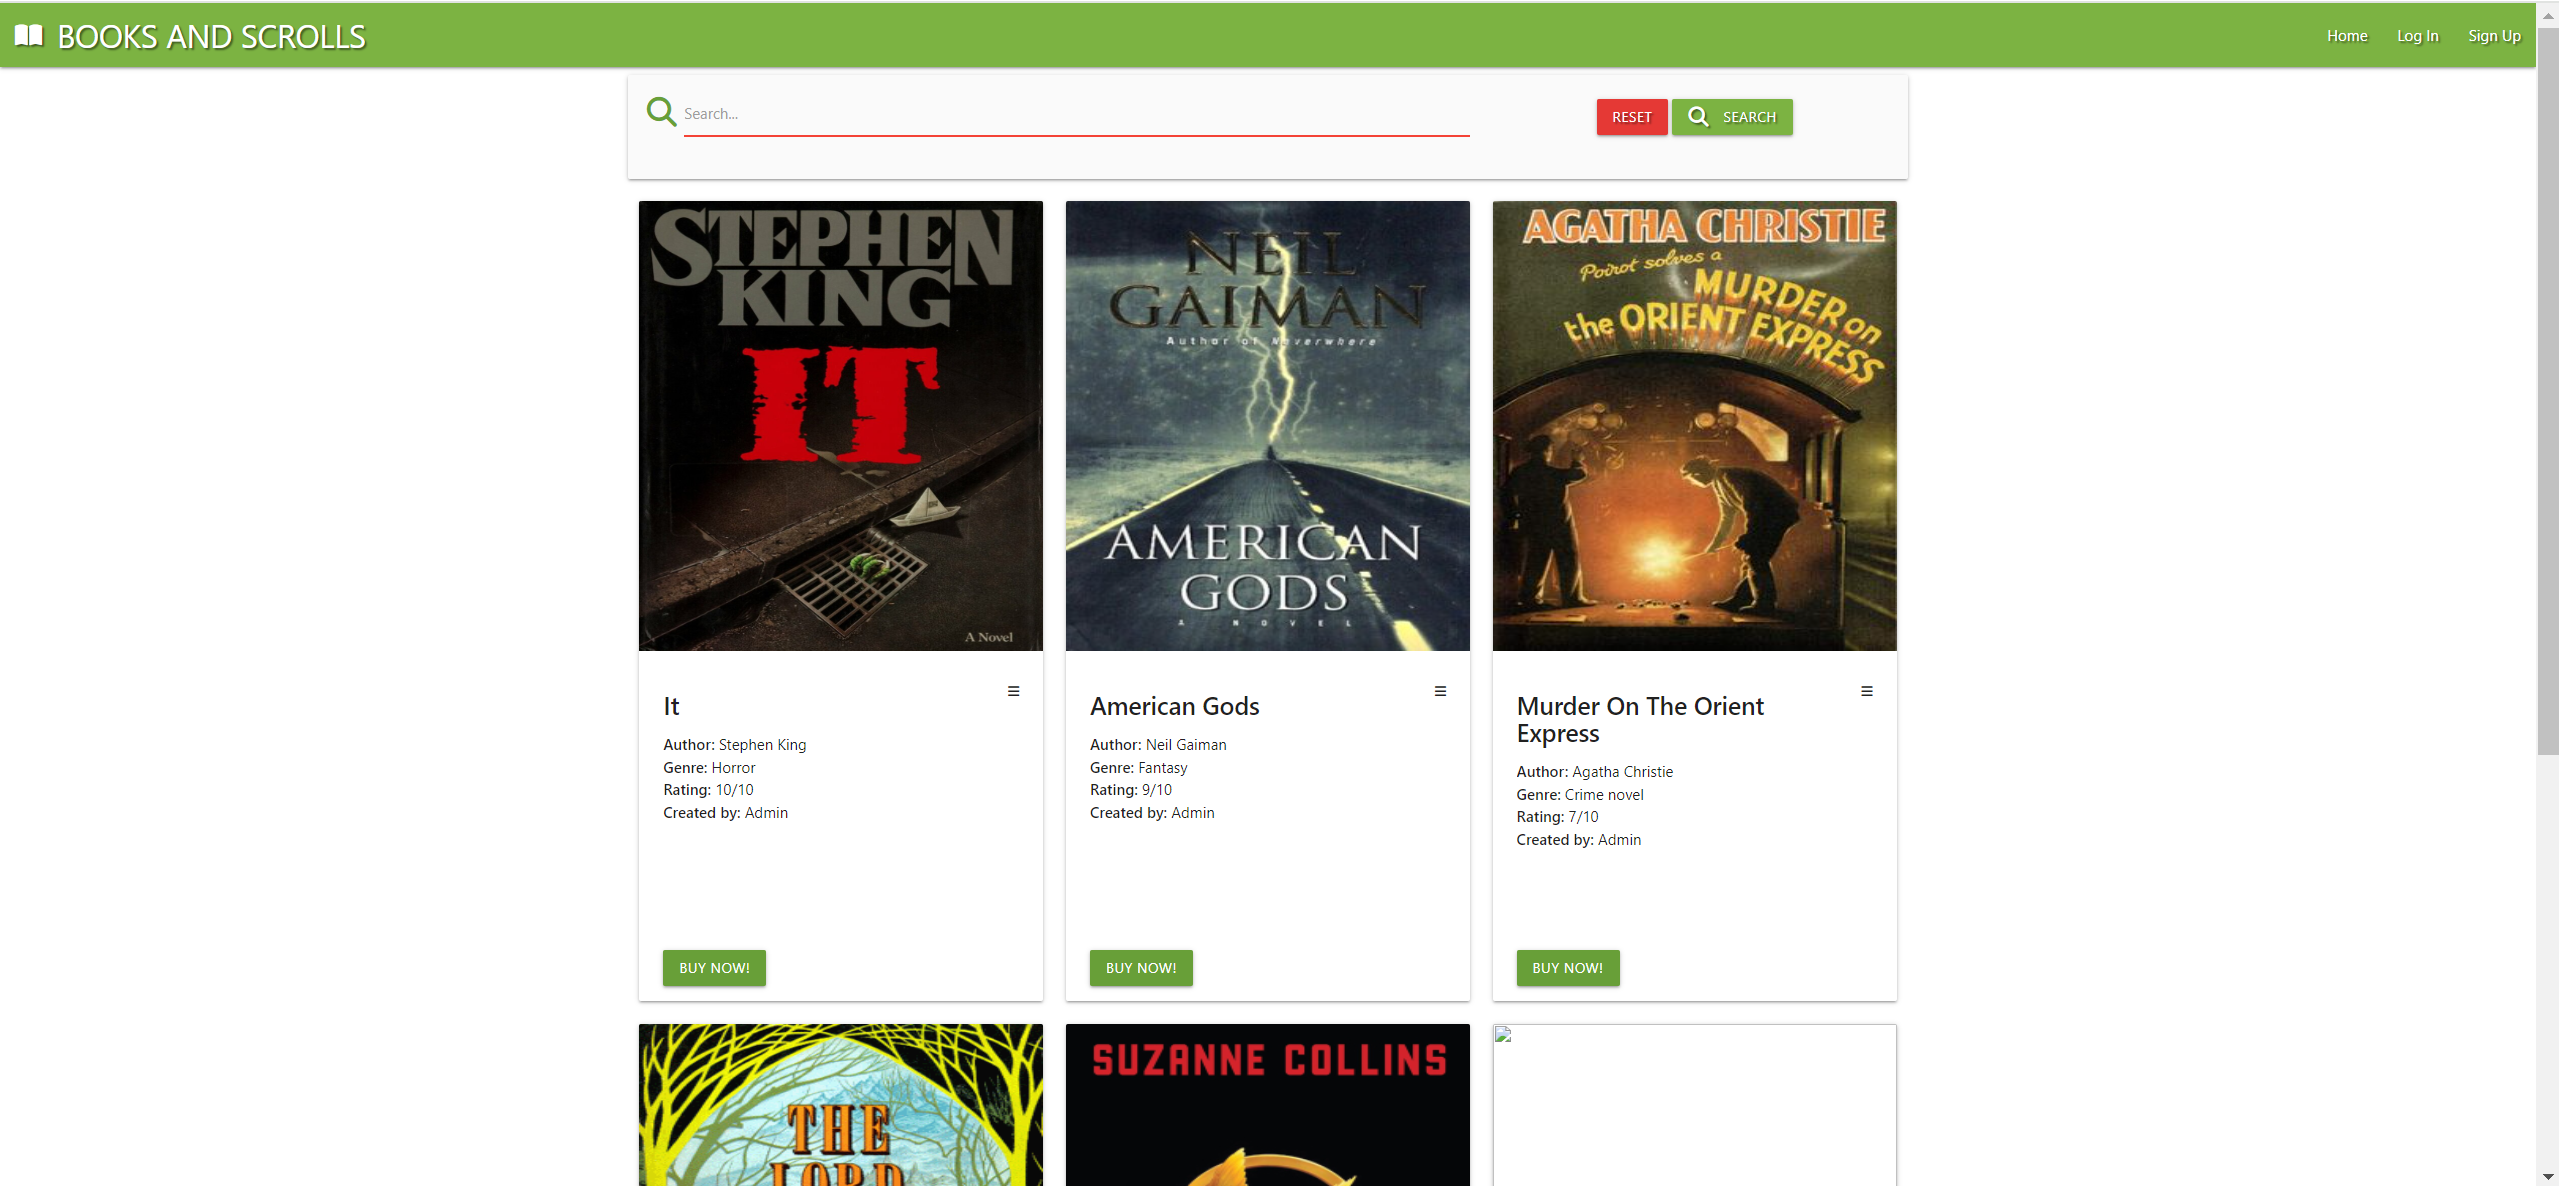 BOOKS AND SCROLLS
Home
Log In
Sign Up
Search...
RESET
SEARCH
STEPHEN
KING
IT
A Novel
It
Author: Stephen King
Genre: Horror
Rating: 10/10
Created by: Admin
BUY NOW!
NEIL
GAIMAN
Author of Neverwhere
AMERICAN
GODS
A NOVEL
American Gods
Author: Neil Gaiman
Genre: Fantasy
Rating: 9/10
Created by: Admin
BUY NOW!
AGATHA CHRISTIE
Poirot solves a
MURDER on
the ORIENT EXPRESS
Murder On The Orient
Express
Author: Agatha Christie
Genre: Crime novel
Rating: 7/10
Created by: Admin
BUY NOW!
THE
LORD
SUZANNE COLLINS